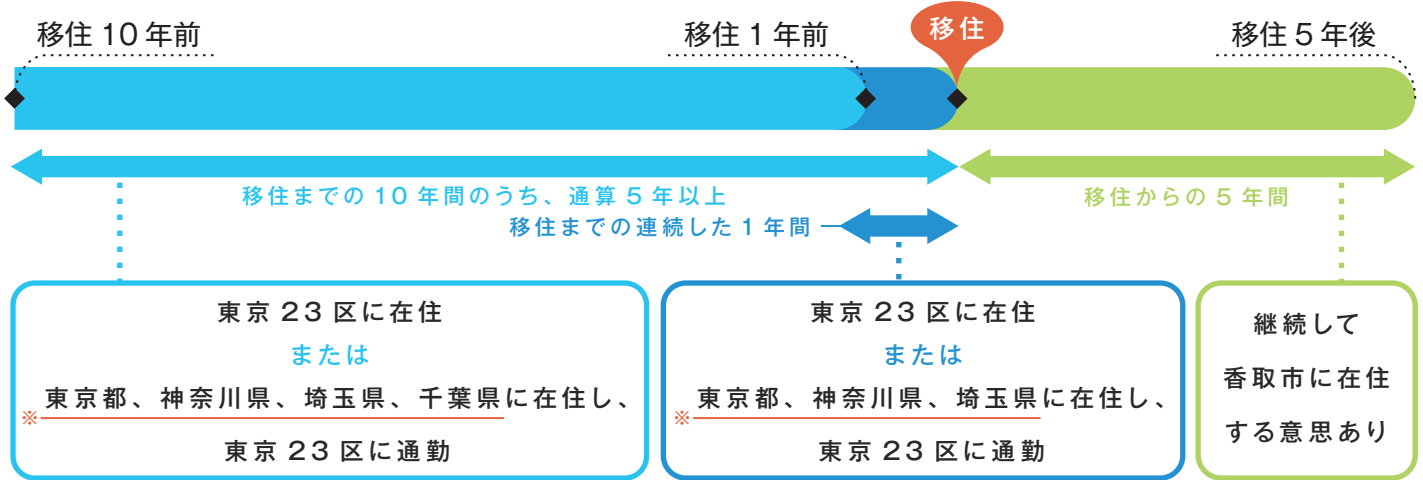 移住10年前
移住1年前
移住
移住5年後
移住までの10年間のうち、通算5年以上
移住からの5年間
移住までの連続した1年間
東京23区に在住
または
※東京都、神奈川県、埼玉県、千葉県に在住し、
東京23区に通勤
東京23区に在住
または
※東京都、神奈川県、埼玉県に在住し、
東京23区に通勤
継続して
香取市に在住
する意思あり